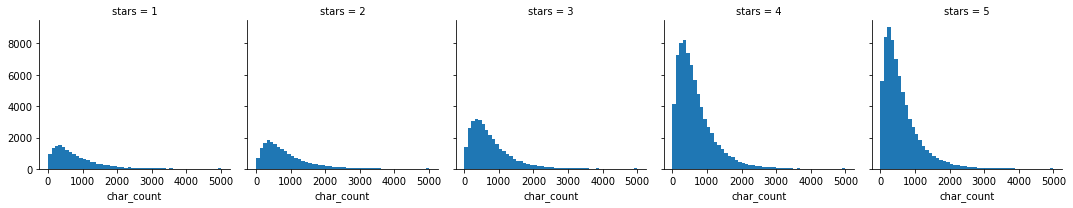 stars = 1
stars = 2
stars = 3
stars = 4
stars = 5
8000
6000
4000
2000
0
0 1000 2000 3000 4000 5000
0 1000 2000 3000 4000 5000
0 1000 2000 3000 4000 5000
0 1000 2000 3000 4000 5000
0 1000 2000 3000 4000 5000
char_count
char_count
char_count
char_count
char_count